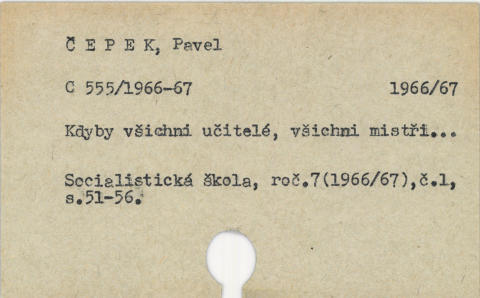 Č E P E K, Pavel
C 555/1966-67 1966/67
Kdyby všichni učitelé, všichni mistři...
Socialistická škola, roč.7(1966/67),č.1,
s.51-56.